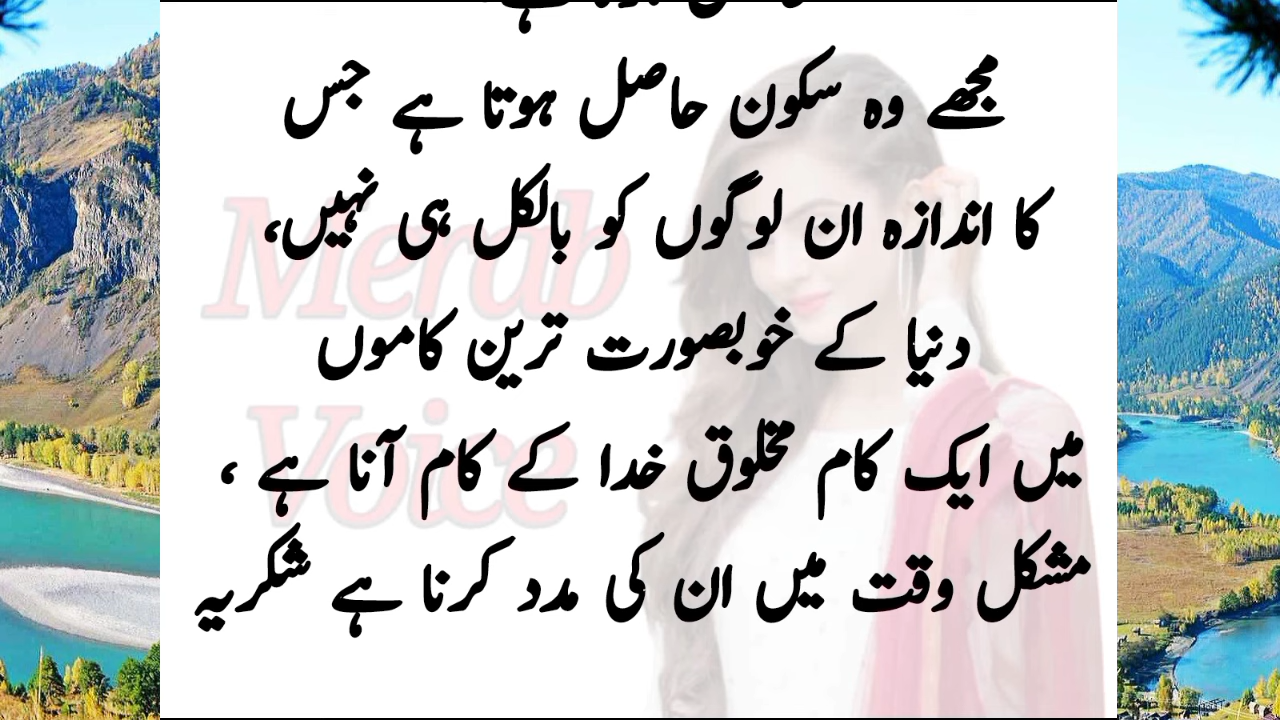 مجھے وہ سکون حاصل ہوتا ہے جس
کا اندازہ ان لوگوں کو بالکل ہی نہیں،
دنیا کے خوبصورت ترین کاموں
میں ایک کام مخلوق خدا کے کام آنا ہے ،
مشکل وقت میں ان کی مدد کرنا ہے شکریہ
Merab
Voice